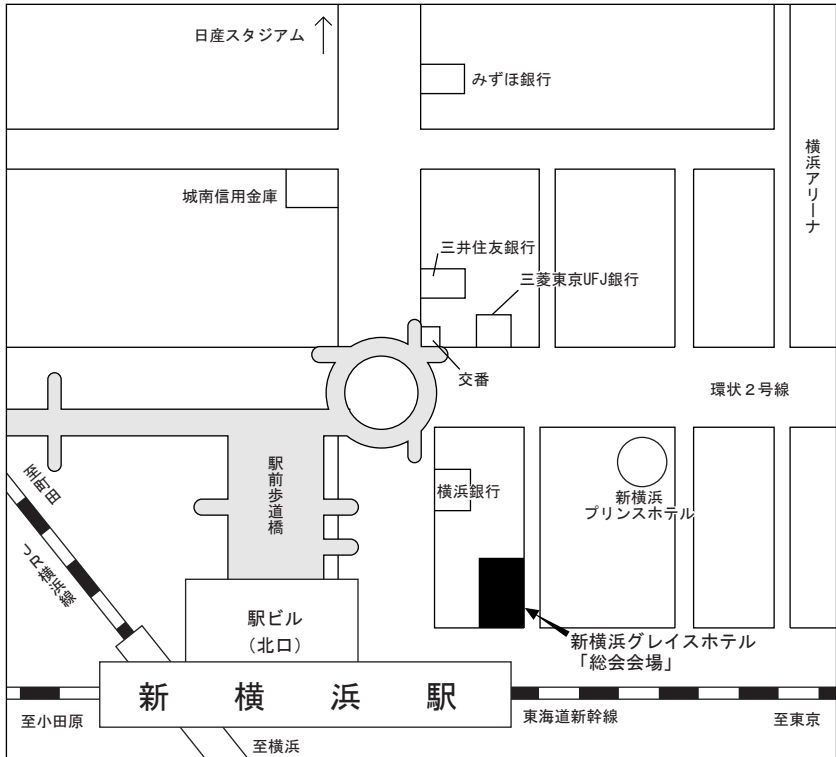 日産スタジアム
みずほ銀行
横浜アリーナ
城南信用金庫
三井住友銀行
三菱東京UFJ銀行
交番
環状２号線
駅前歩道橋
横浜銀行
新横浜
プリンスホテル
至町田
JR横浜線
駅ビル
（北口）
新横浜グレイスホテル
「総会会場」
新横浜駅
至小田原
東海道新幹線
至東京
至横浜